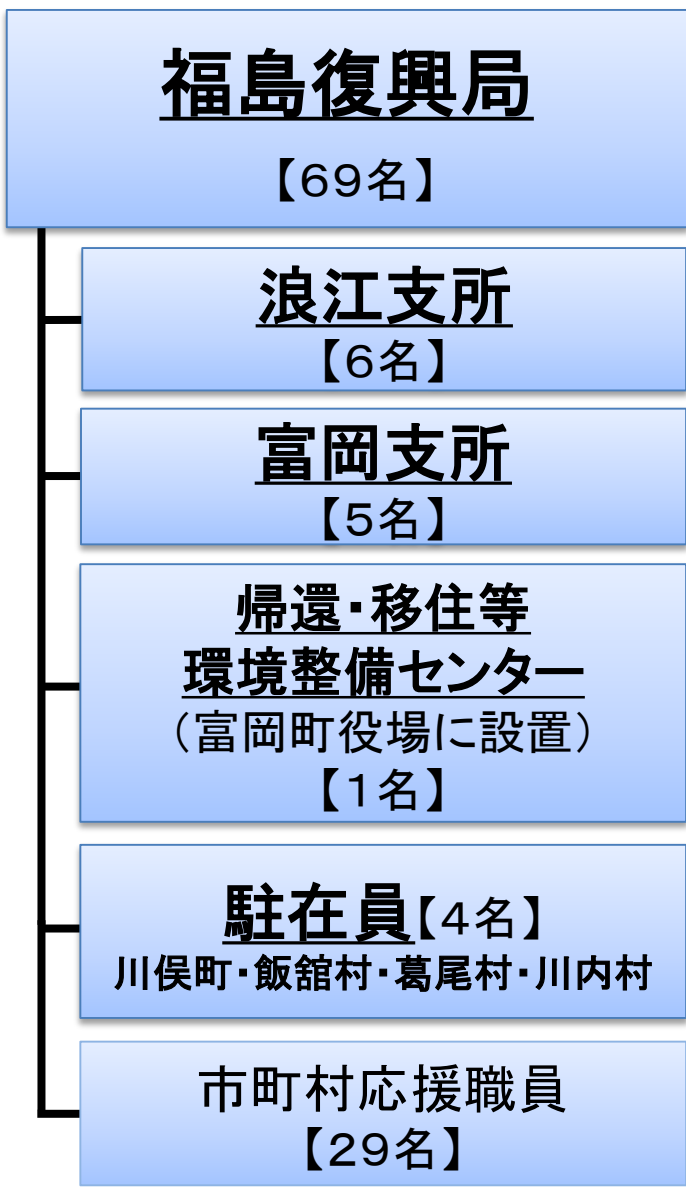 福島復興局
【69名】
浪江支所
【6名】
富岡支所
【5名】
帰還・移住等
環境整備センター
（富岡町役場に設置）
【1名】
駐在員【4名】
川俣町・飯舘村・葛尾村・川内村
市町村応援職員
【29名】